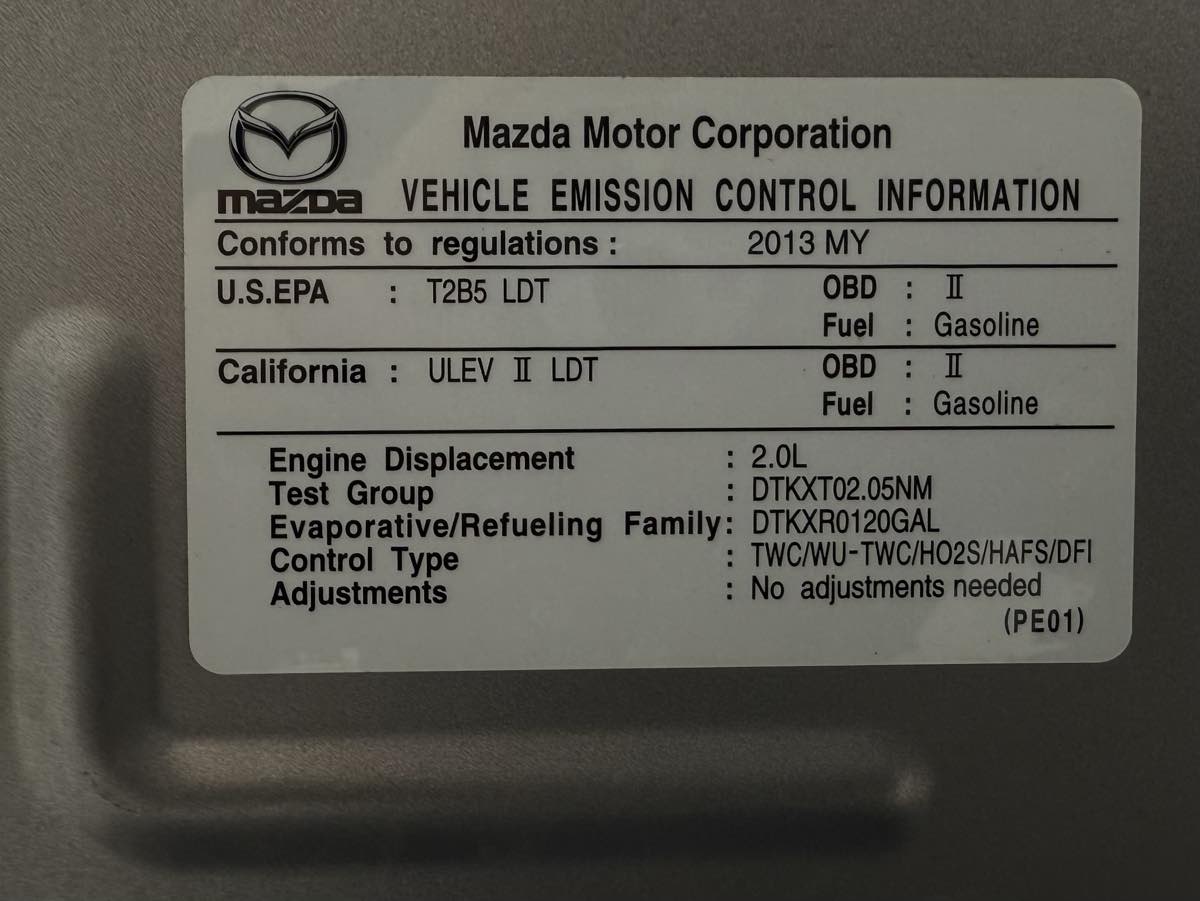 Mazda Motor Corporation
mazda VEHICLE EMISSION CONTROL INFORMATION
Conforms to regulations : 2013 MY
U.S.EPA : T2B5 LDT OBD : II
Fuel : Gasoline
California : ULEV II LDT OBD : II
Fuel : Gasoline
Engine Displacement : 2.0L
Test Group : DTKXT02.05NM
Evaporative/Refueling Family : DTKXR0120GAL
Control Type : TWC/WU-TWC/HO2S/HAFS/DFI
Adjustments : No adjustments needed
(PE01)